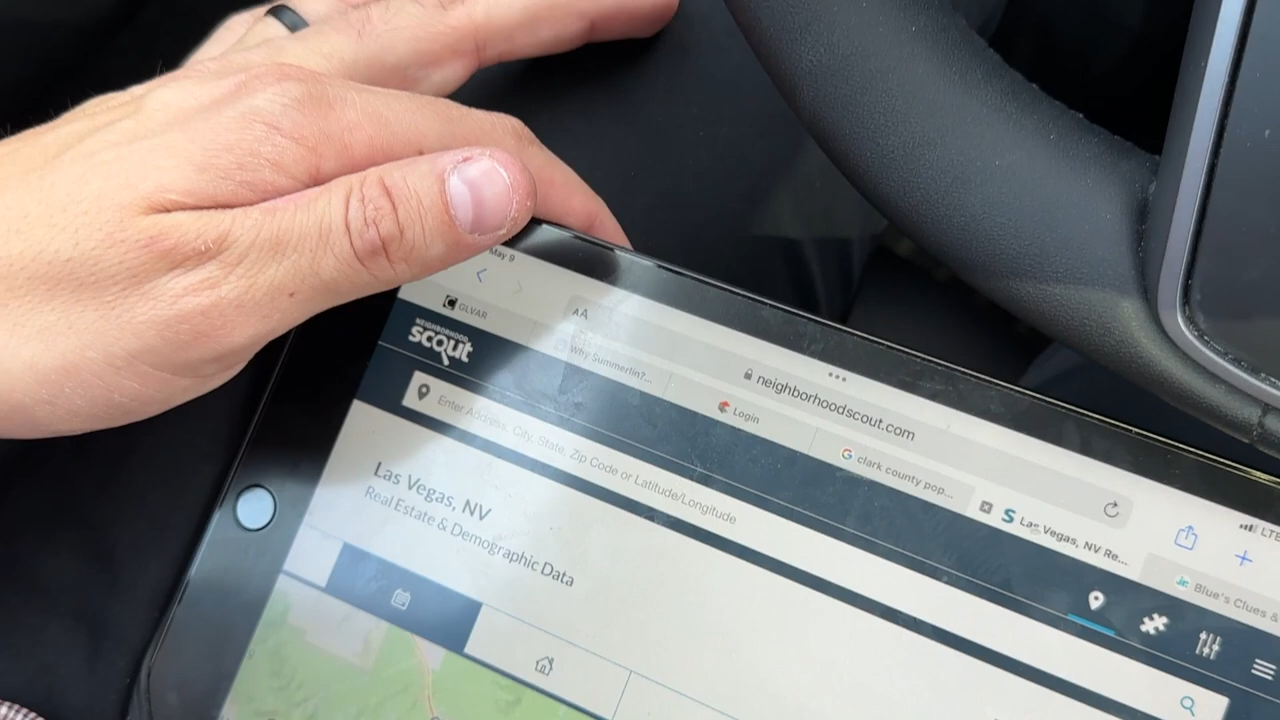 May 9
LTE
AA
neighborhoodscout.com
GLVAR
Why Summerlin?...
Login
clark county pop...
Las Vegas, NV Re...
Blue's Clues &
NEIGHBORHOOD
scout
Enter Address, City, State, Zip Code or Latitude/Longitude
Las Vegas, NV
Real Estate & Demographic Data